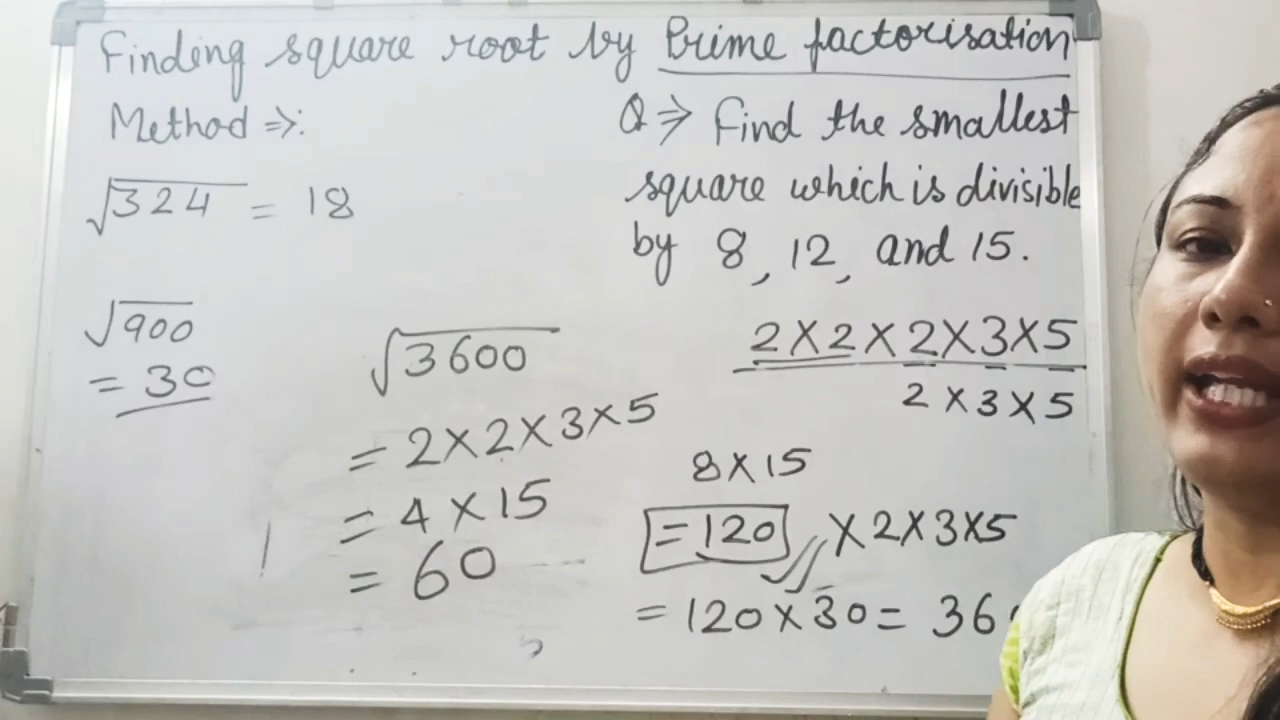 Finding square root by Prime factorisation
Method ⇒:
√324 = 18
√900
= 30
√3600
= 2×2×3×5
= 4×15
= 60
Q⇒ Find the smallest
square which is divisible
by 8, 12, and 15.
2×2×2×3×5
2×3×5
8×15
=120 ×2×3×5
= 120×30= 36